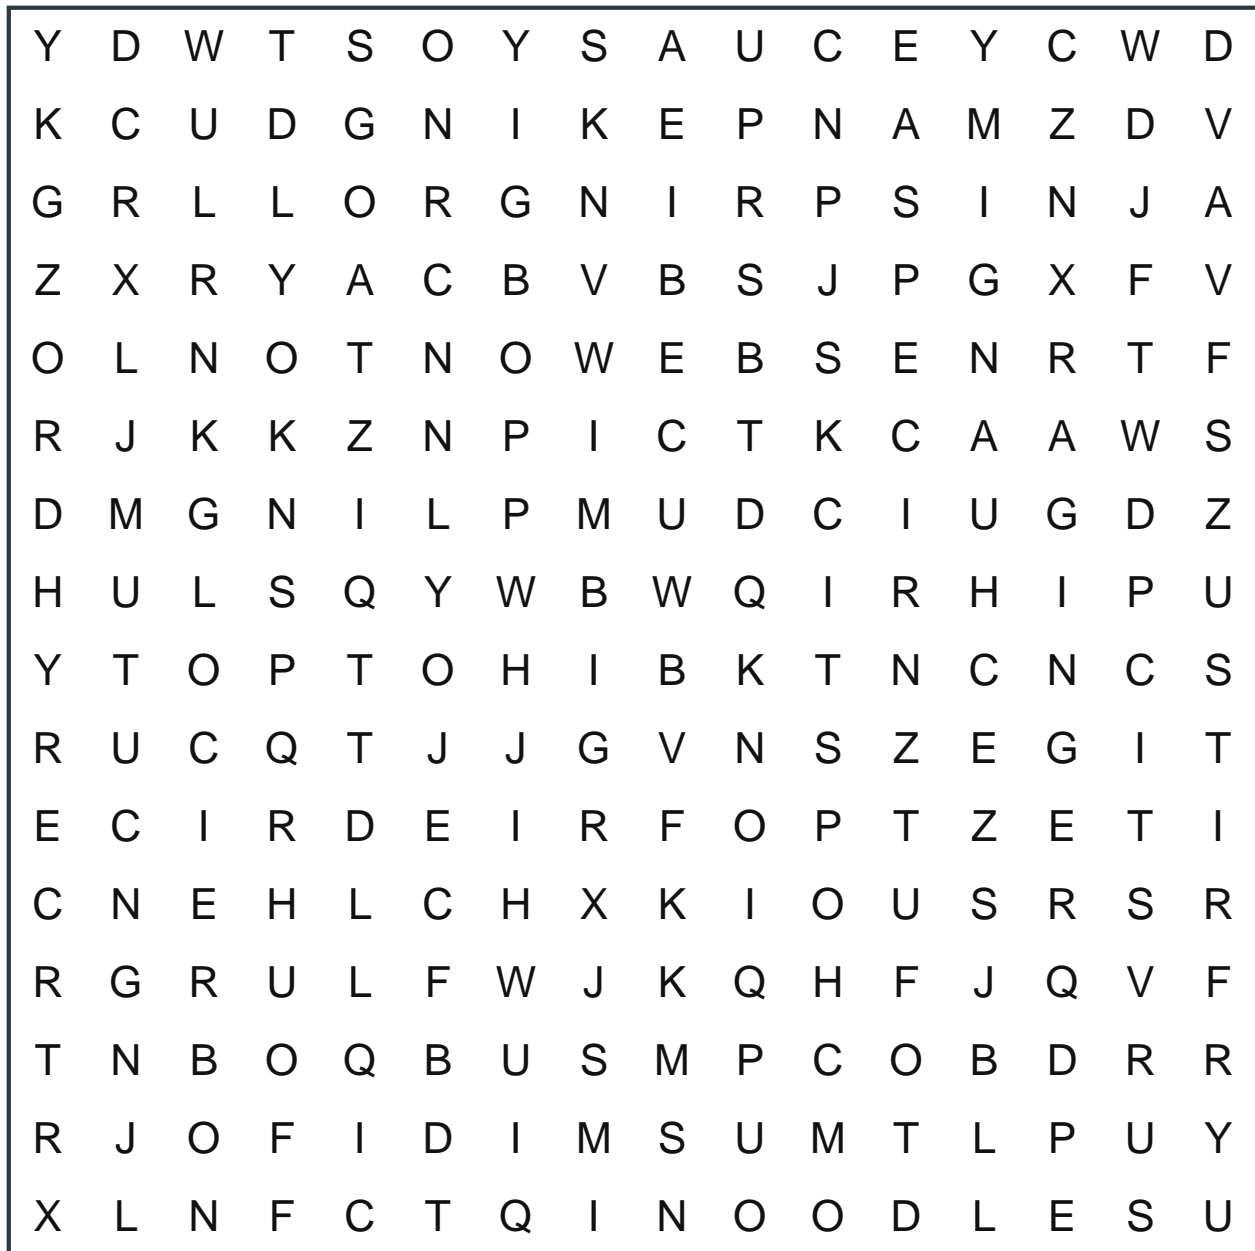 Y D W T S O Y S A U C E Y C W D
K C U D G N I K E P N A M Z D V
G R L L O R G N I R P S I N J A
Z X R Y A C B V B S J P G X F V
O L N O T N O W E B S E N R T F
R J K K Z N P I C T K C A A W S
D M G N I L P M U D C I U G D Z
H U L S Q Y W B W Q I R H I P U
Y T O P T O H I B K T N C N C S
R U C Q T J J G V N S Z E G I T
E C I R D E I R F O P T Z E T I
C N E H L C H X K I O U S R S R
R G R U L F W J K Q H F J Q V F
T N B O Q B U S M P C O B D R R
R J O F I D I M S U M T L P U Y
X L N F C T Q I N O O D L E S U